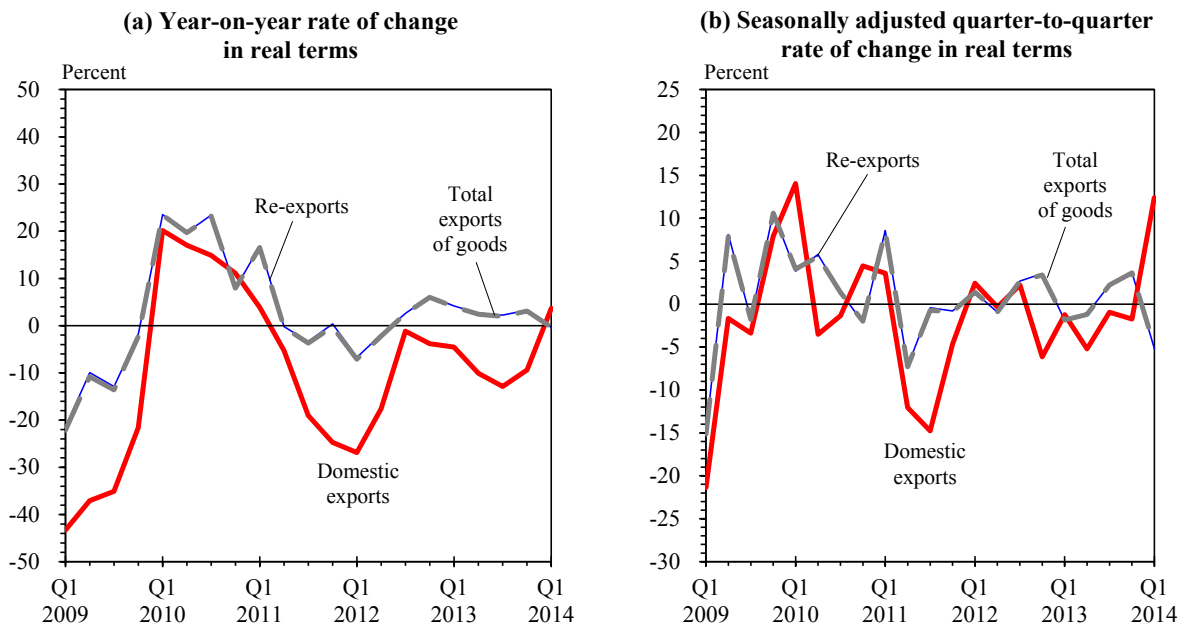 (a) Year-on-year rate of change
in real terms
Percent
50
40
30
20
10
0
-10
-20
-30
-40
-50
Re-exports
Total
exports
of goods
Domestic
exports
Q1 Q1 Q1 Q1 Q1 Q1
2009 2010 2011 2012 2013 2014
(b) Seasonally adjusted quarter-to-quarter
rate of change in real terms
Percent
25
20
15
10
5
0
-5
-10
-15
-20
-25
-30
Re-exports
Total
exports
of goods
Domestic
exports
Q1 Q1 Q1 Q1 Q1 Q1
2009 2010 2011 2012 2013 2014